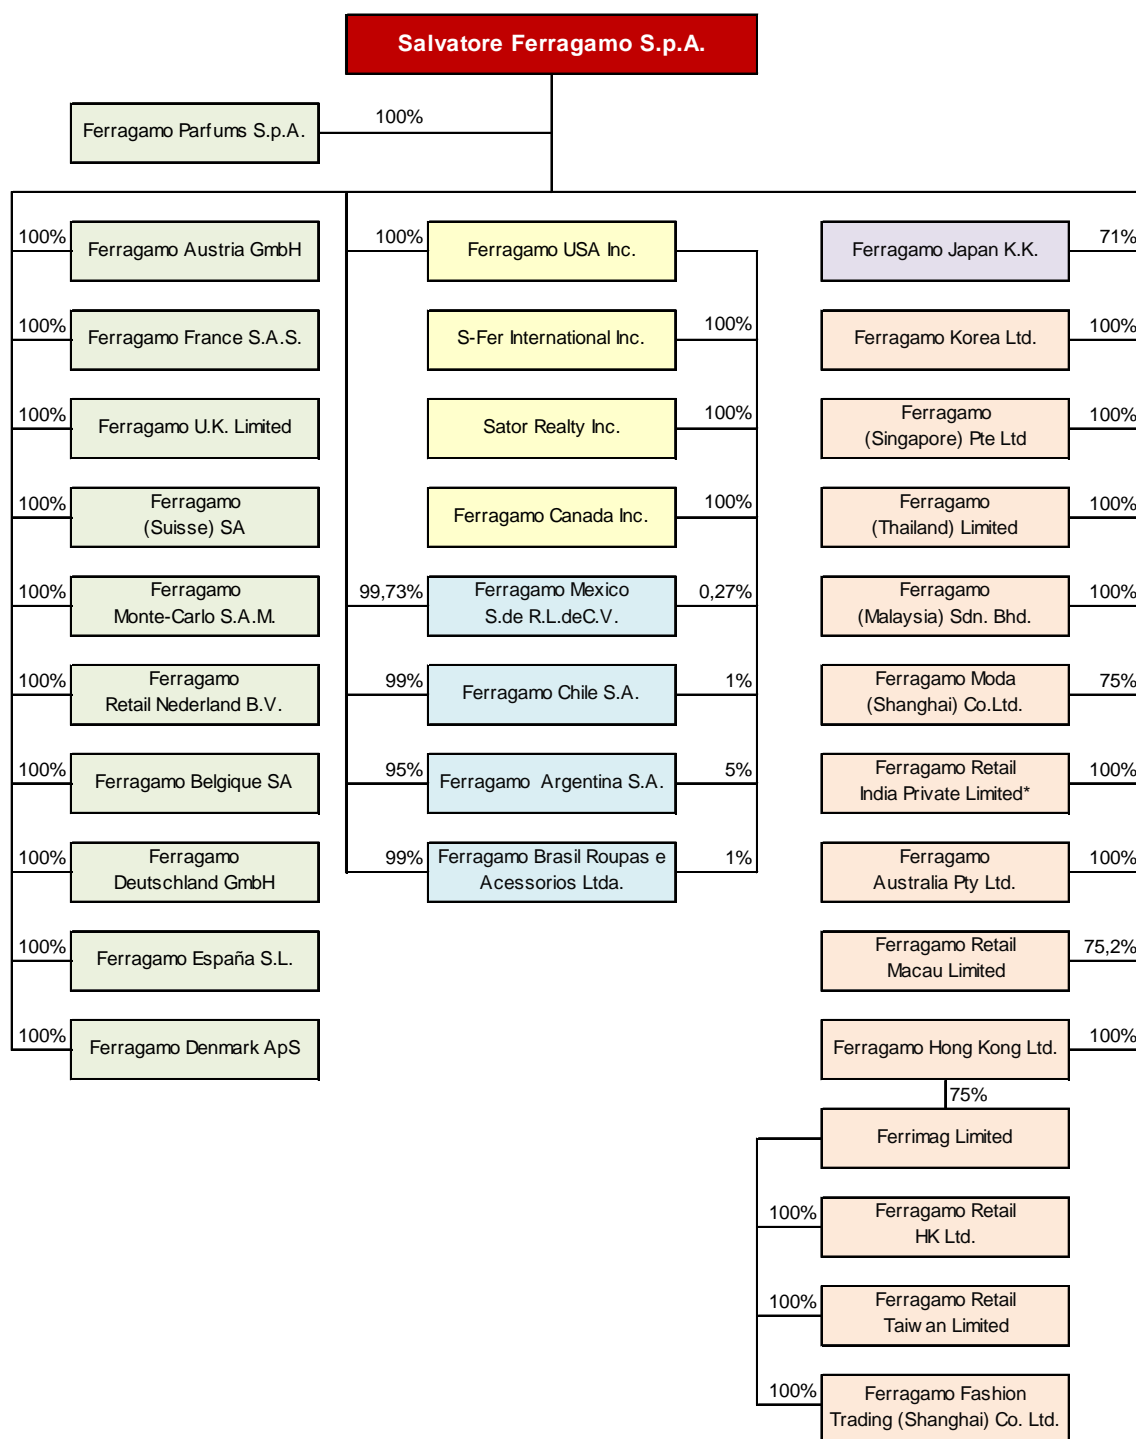 Salvatore Ferragamo S.p.A.
Ferragamo Parfums S.p.A.
100%
100%
Ferragamo Austria GmbH
100%
Ferragamo USA Inc.
Ferragamo Japan K.K.
71%
100%
Ferragamo France S.A.S.
S-Fer International Inc.
100%
Ferragamo Korea Ltd.
100%
100%
Ferragamo U.K. Limited
Sator Realty Inc.
100%
Ferragamo
(Singapore) Pte Ltd
100%
100%
Ferragamo
(Suisse) SA
Ferragamo Canada Inc.
100%
Ferragamo
(Thailand) Limited
100%
100%
Ferragamo
Monte-Carlo S.A.M.
99,73%
Ferragamo Mexico
S.de R.L.deC.V.
0,27%
Ferragamo
(Malaysia) Sdn. Bhd.
100%
100%
Ferragamo
Retail Nederland B.V.
99%
Ferragamo Chile S.A.
1%
Ferragamo Moda
(Shanghai) Co.Ltd.
75%
100%
Ferragamo Belgique SA
95%
Ferragamo Argentina S.A.
5%
Ferragamo Retail
India Private Limited*
100%
100%
Ferragamo
Deutschland GmbH
99%
Ferragamo Brasil Roupas e
Acessorios Ltda.
1%
Ferragamo
Australia Pty Ltd.
100%
100%
Ferragamo España S.L.
Ferragamo Retail
Macau Limited
75,2%
100%
Ferragamo Denmark ApS
Ferragamo Hong Kong Ltd.
100%
75%
Ferrimag Limited
100%
Ferragamo Retail
HK Ltd.
100%
Ferragamo Retail
Taiwan Limited
100%
Ferragamo Fashion
Trading (Shanghai) Co. Ltd.